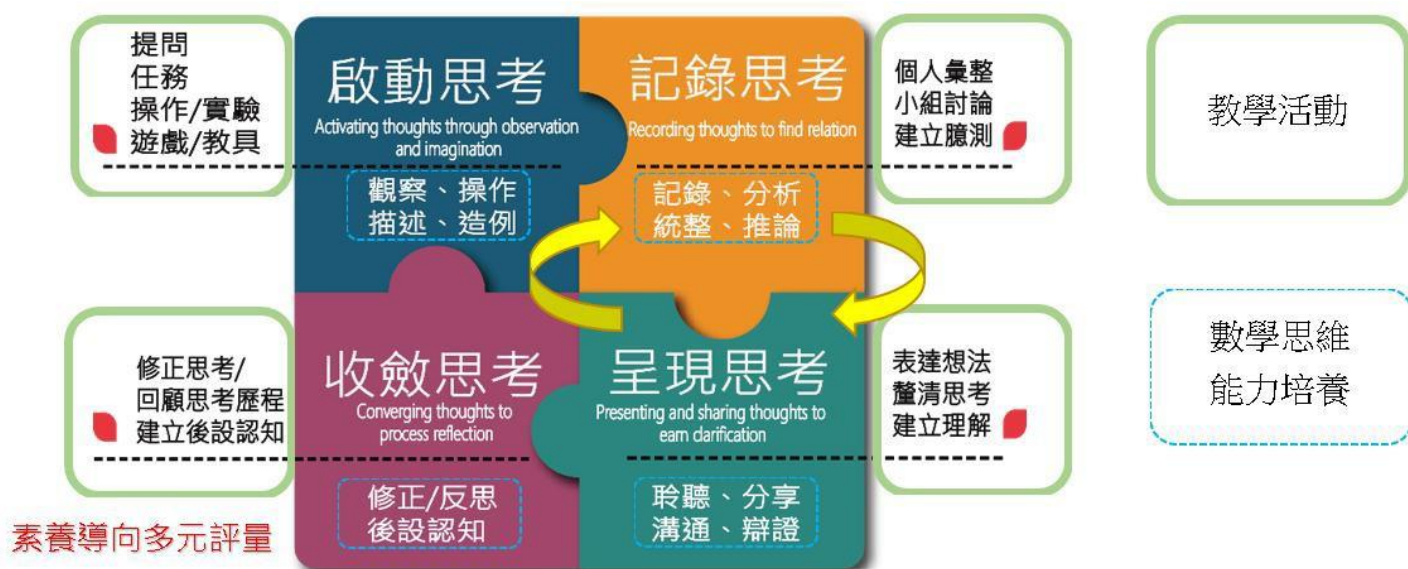 提問
任務
操作/實驗
遊戲/教具
啟動思考
Activating thoughts through observation
and imagination
觀察、操作
描述、造例
記錄思考
Recording thoughts to find relation
記錄、分析
統整、推論
個人彙整
小組討論
建立臆測
教學活動
修正思考/
回顧思考歷程
建立後設認知
收斂思考
Converging thoughts to
process reflection
修正/反思
後設認知
呈現思考
Presenting and sharing thoughts to
earn clarification
聆聽、分享
溝通、辯證
表達想法
釐清思考
建立理解
數學思維
能力培養
素養導向多元評量